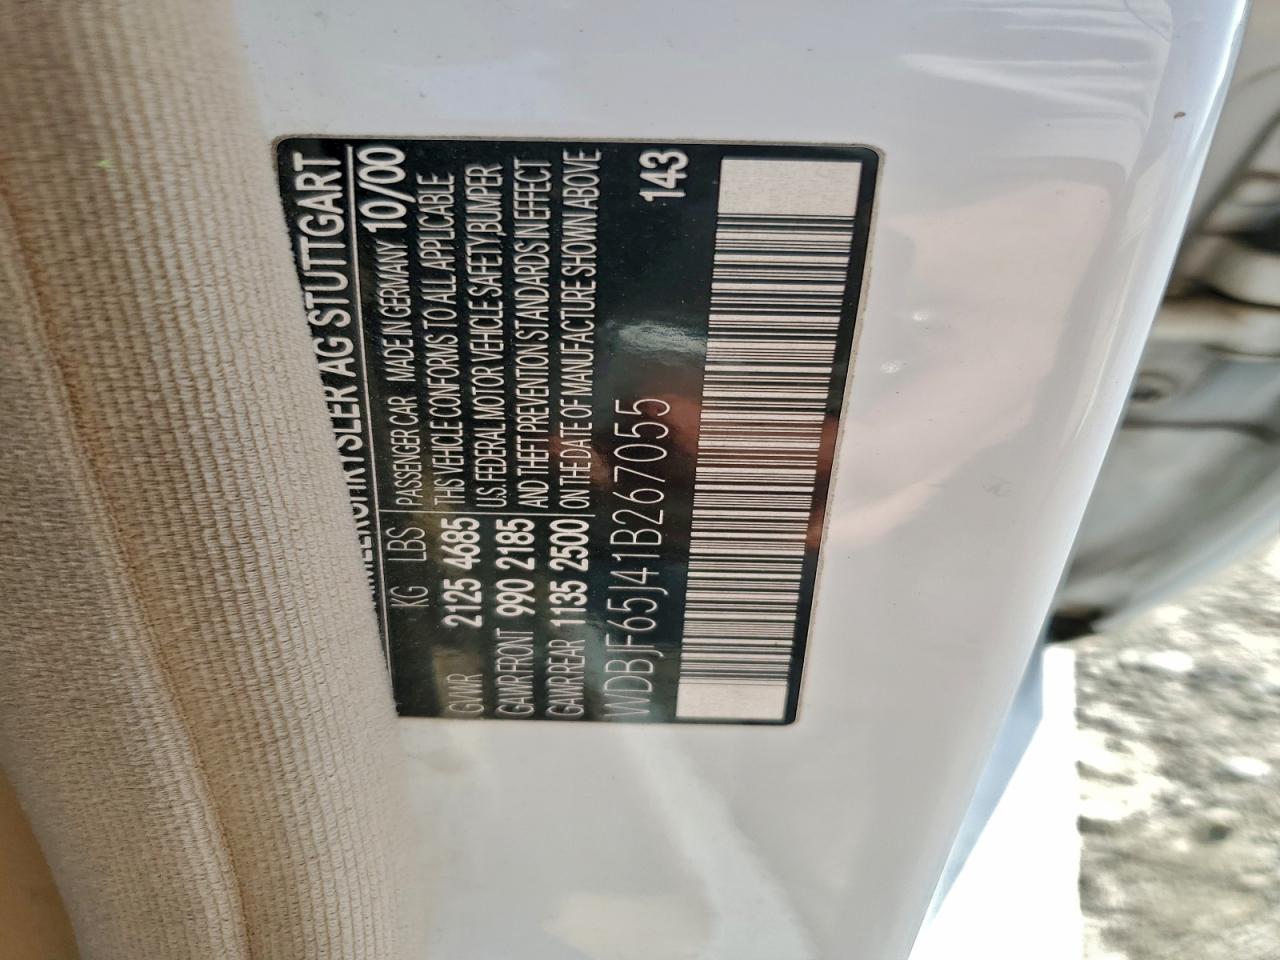 DAIMLERCHRYSLER AG STUTTGART
KG LBS PASSENGER CAR MADE IN GERMANY 10/00
GVWR 2125 4685 THIS VEHICLE CONFORMS TO ALL APPLICABLE
GAWR FRONT 990 2185 U.S. FEDERAL MOTOR VEHICLE SAFETY, BUMPER
GAWR REAR 1135 2500 AND THEFT PREVENTION STANDARDS IN EFFECT
ON THE DATE OF MANUFACTURE SHOWN ABOVE
WDBJF65J41B267055 143